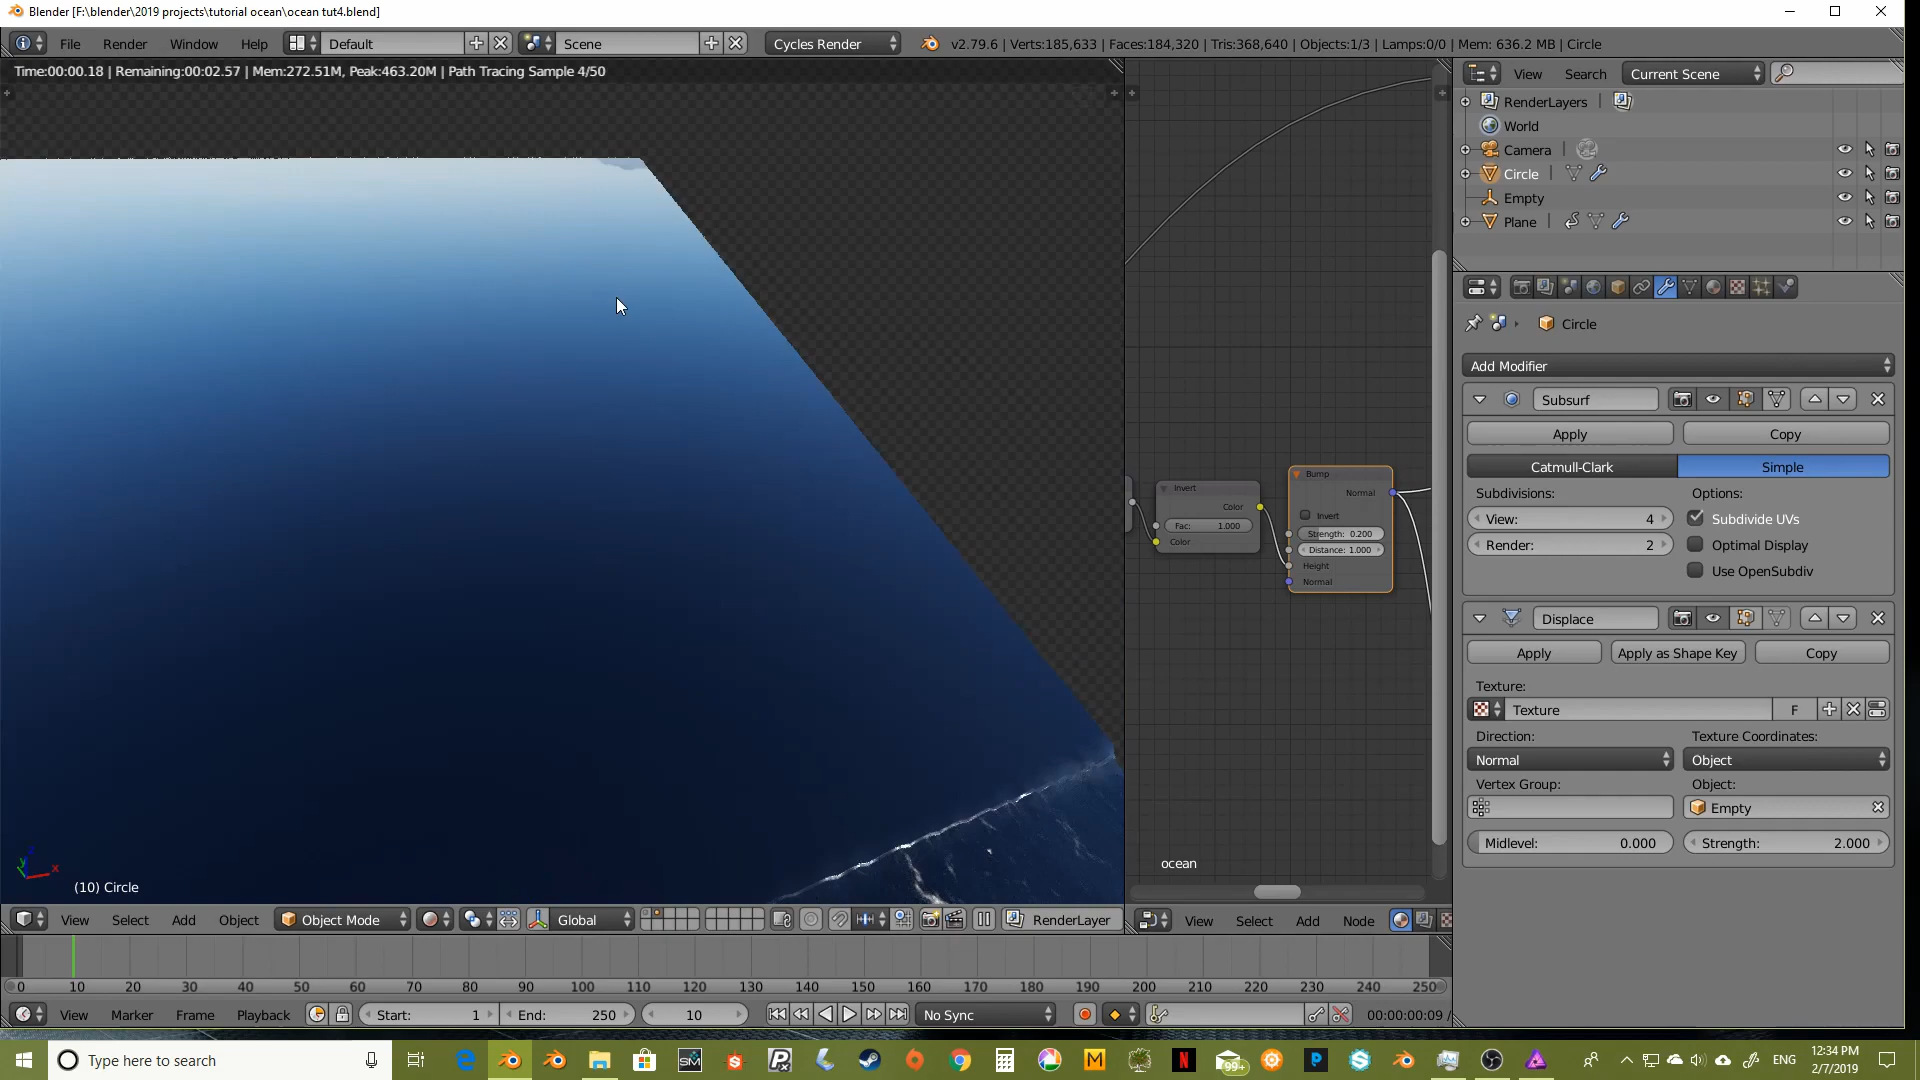 Blender [F:\blender\2019 projects\tutorial ocean\ocean tut4.blend]
File Render Window Help Default Scene Cycles Render v2.79.6 | Verts:185,633 | Faces:184,320 | Tris:368,640 | Objects:1/3 | Lamps:0/0 | Mem: 636.2 MB | Circle
Time:00:00.18 | Remaining:00:02.57 | Mem:272.51M, Peak:463.20M | Path Tracing Sample 4/50
View Search Current Scene
RenderLayers
World
Camera
Circle
Empty
Plane
Circle
Add Modifier
Subsurf
Apply Copy
Catmull-Clark Simple
Subdivisions: Options:
View: 4 Subdivide UVs
Render: 2 Optimal Display
Use OpenSubdiv
Displace
Apply Apply as Shape Key Copy
Texture:
Texture F
Direction: Texture Coordinates:
Normal Object
Vertex Group: Object:
Empty
Midlevel: 0.000 Strength: 2.000
Invert
Color
Fac: 1.000
Color
Bump
Normal
Invert
Strength: 0.200
Distance: 1.000
Height
Normal
ocean
(10) Circle
View Select Add Object Object Mode Global RenderLayer
View Select Add Node
0 10 20 30 40 50 60 70 80 90 100 110 120 130 140 150 160 170 180 190 200 210 220 230 240 250
View Marker Frame Playback Start: 1 End: 250 10 No Sync 00:00:00:09 /
Type here to search
99+
ENG
12:34 PM
2/7/2019